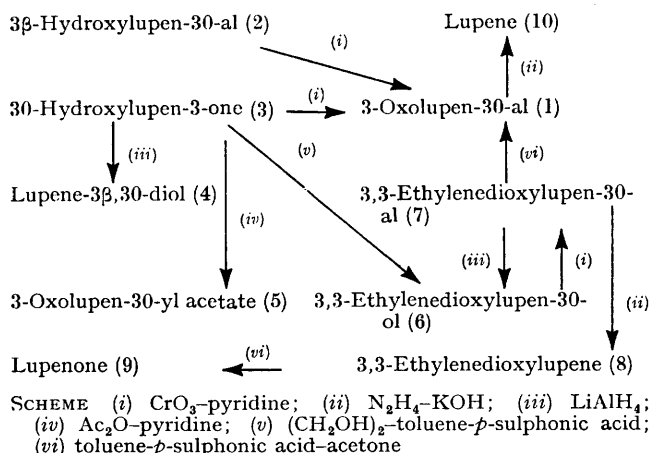 3β-Hydroxylupen-30-al (2)
Lupene (10)
(i)
(ii)
30-Hydroxylupen-3-one (3)
(i)
3-Oxolupen-30-al (1)
(iii)
(v)
(vi)
Lupene-3β,30-diol (4)
3,3-Ethylenedioxylupen-30-
al (7)
(iv)
(iii)
(i)
(ii)
3-Oxolupen-30-yl acetate (5)
3,3-Ethylenedioxylupen-30-
ol (6)
Lupenone (9)
(vi)
3,3-Ethylenedioxylupene (8)
SCHEME (i) CrO₃–pyridine; (ii) N₂H₄–KOH; (iii) LiAlH₄;
(iv) Ac₂O–pyridine; (v) (CH₂OH)₂–toluene-p-sulphonic acid;
(vi) toluene-p-sulphonic acid–acetone